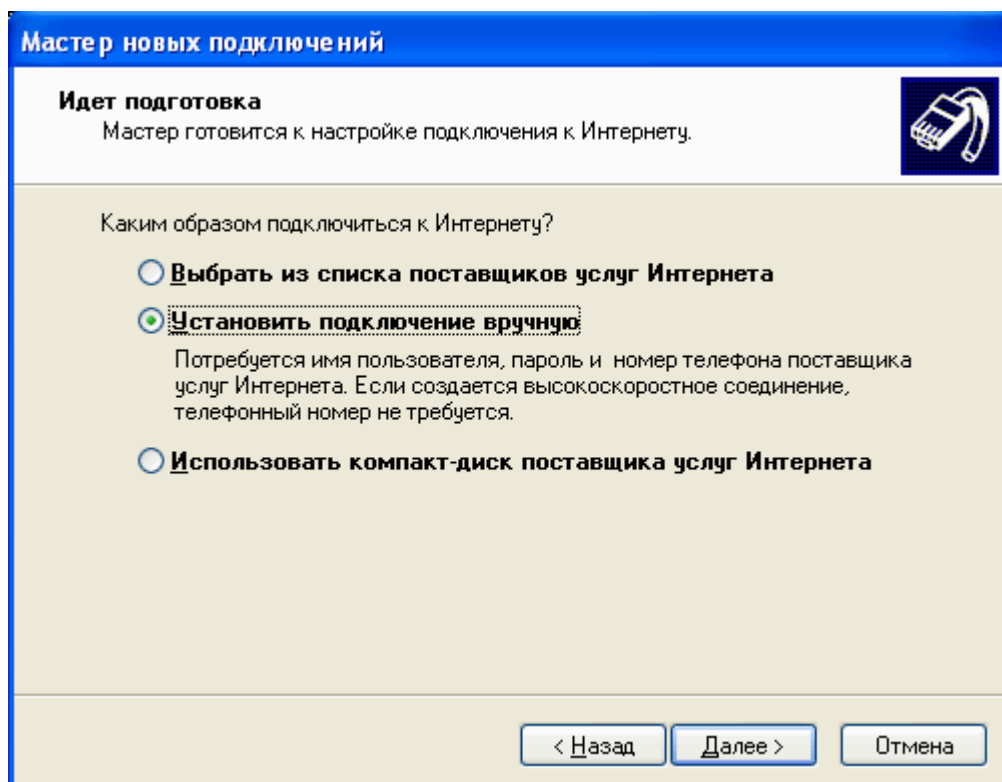 Мастер новых подключений
Идет подготовка
Мастер готовится к настройке подключения к Интернету.
Каким образом подключиться к Интернету?
Выбрать из списка поставщиков услуг Интернета
Установить подключение вручную
Потребуется имя пользователя, пароль и номер телефона поставщика
услуг Интернета. Если создается высокоскоростное соединение,
телефонный номер не требуется.
Использовать компакт-диск поставщика услуг Интернета
< Назад Далее > Отмена